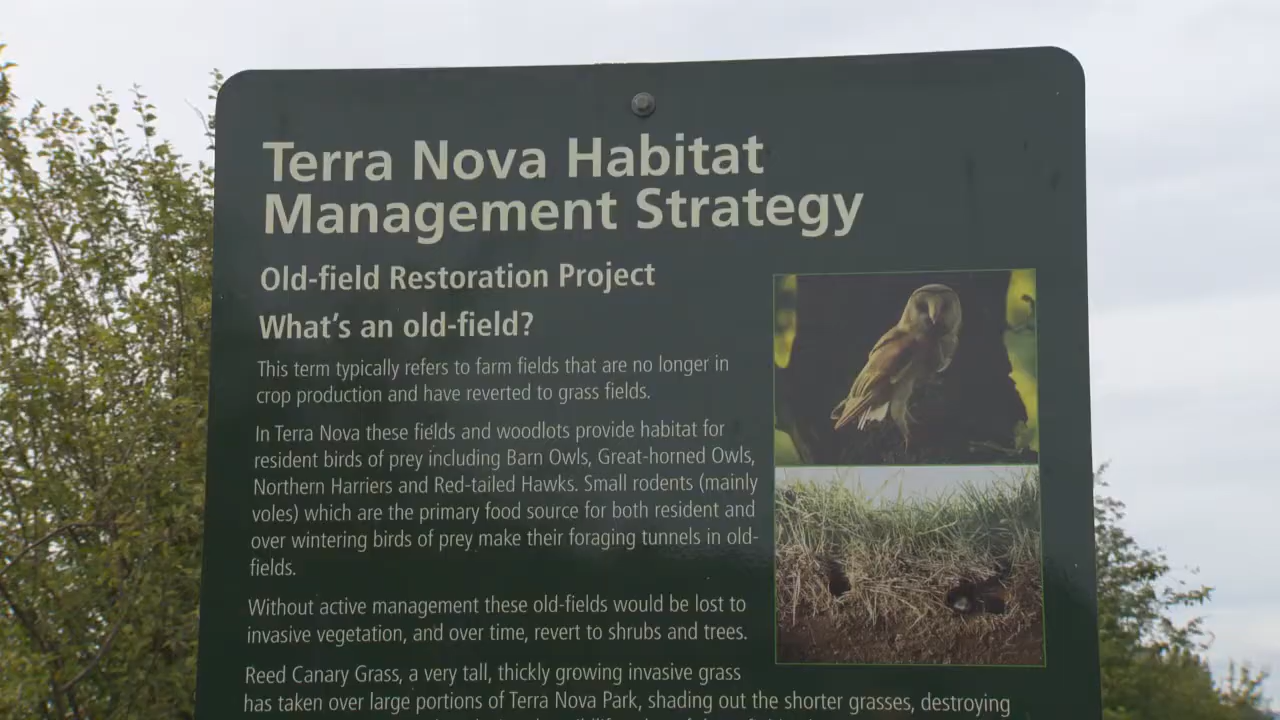 Terra Nova Habitat
Management Strategy
Old-field Restoration Project
What's an old-field?
This term typically refers to farm fields that are no longer in
crop production and have reverted to grass fields.
In Terra Nova these fields and woodlots provide habitat for
resident birds of prey including Barn Owls, Great-horned Owls,
Northern Harriers and Red-tailed Hawks. Small rodents (mainly
voles) which are the primary food source for both resident and
over wintering birds of prey make their foraging tunnels in old-
fields.
Without active management these old-fields would be lost to
invasive vegetation, and over time, revert to shrubs and trees.
Reed Canary Grass, a very tall, thickly growing invasive grass
has taken over large portions of Terra Nova Park, shading out the shorter grasses, destroying